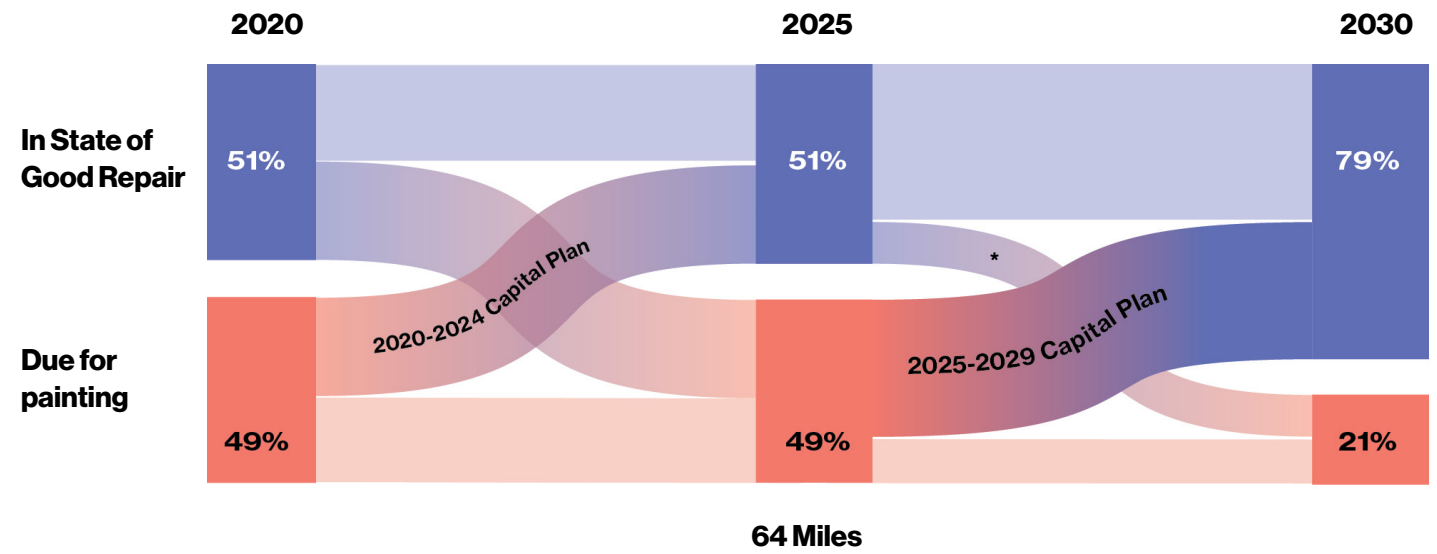 2020
2025
2030
In State of
Good Repair
51%
51%
79%
*
2020-2024 Capital Plan
2025-2029 Capital Plan
Due for
painting
49%
49%
21%
64 Miles